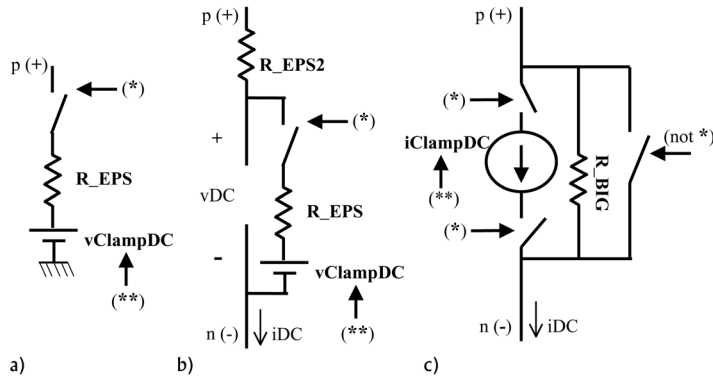 p (+)
(*)
R_EPS
vClampDC
(**)
a)
p (+)
R_EPS2
(*)
+
vDC
R_EPS
-
vClampDC
(**)
n (-)
iDC
b)
p (+)
(*)
iClampDC
(**)
R_BIG
(not *)
(*)
n (-)
iDC
c)